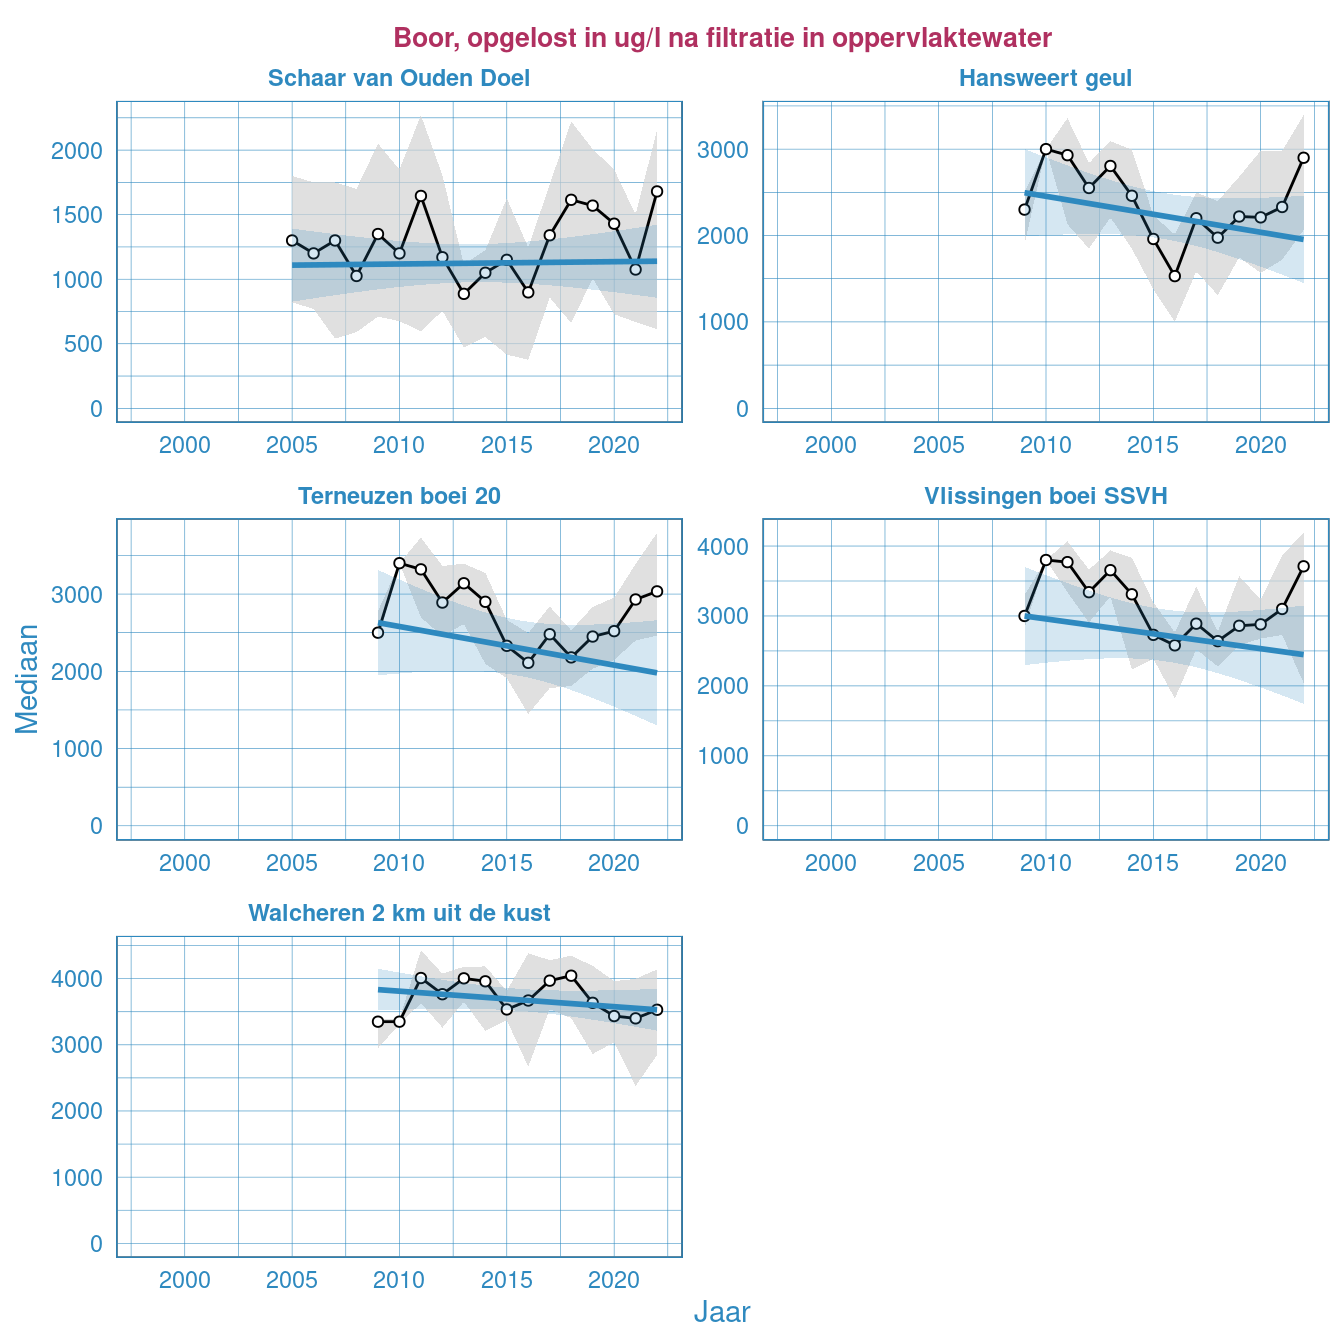 Boor, opgelost in ug/l na filtratie in oppervlaktewater
Schaar van Ouden Doel
Hansweert geul
2000
1500
1000
500
0
3000
2000
1000
0
2000 2005 2010 2015 2020
2000 2005 2010 2015 2020
Terneuzen boei 20
Vlissingen boei SSVH
3000
2000
1000
0
4000
3000
2000
1000
0
2000 2005 2010 2015 2020
2000 2005 2010 2015 2020
Mediaan
Walcheren 2 km uit de kust
4000
3000
2000
1000
0
2000 2005 2010 2015 2020
Jaar